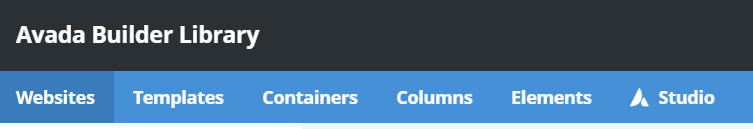 Avada Builder Library
Websites Templates Containers Columns Elements Studio